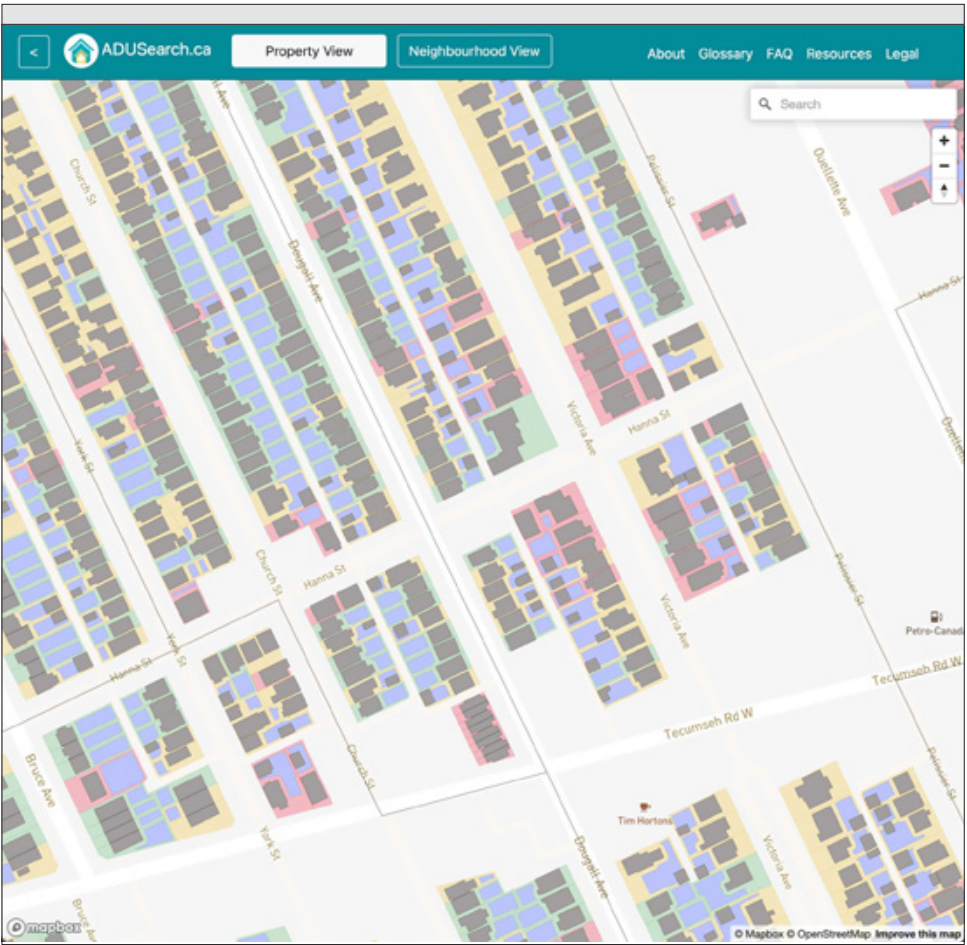 <
ADUSearch.ca
Property View
Neighbourhood View
About Glossary FAQ Resources Legal
Search
+
−
Ave
Church St
Pelissier St
Ouellette Ave
Dougall Ave
Hanna St
Victoria Ave
Hanna St
York St
Church St
Hanna St
Pelissier St
Victoria Ave
Petro-Canada
York St
Hanna St
Tecumseh Rd W
Tecumseh Rd W
Bruce Ave
Church St
Pelissier St
Tim Hortons
York St
Dougall Ave
Victoria Ave
Bruce
mapbox
© Mapbox © OpenStreetMap Improve this map